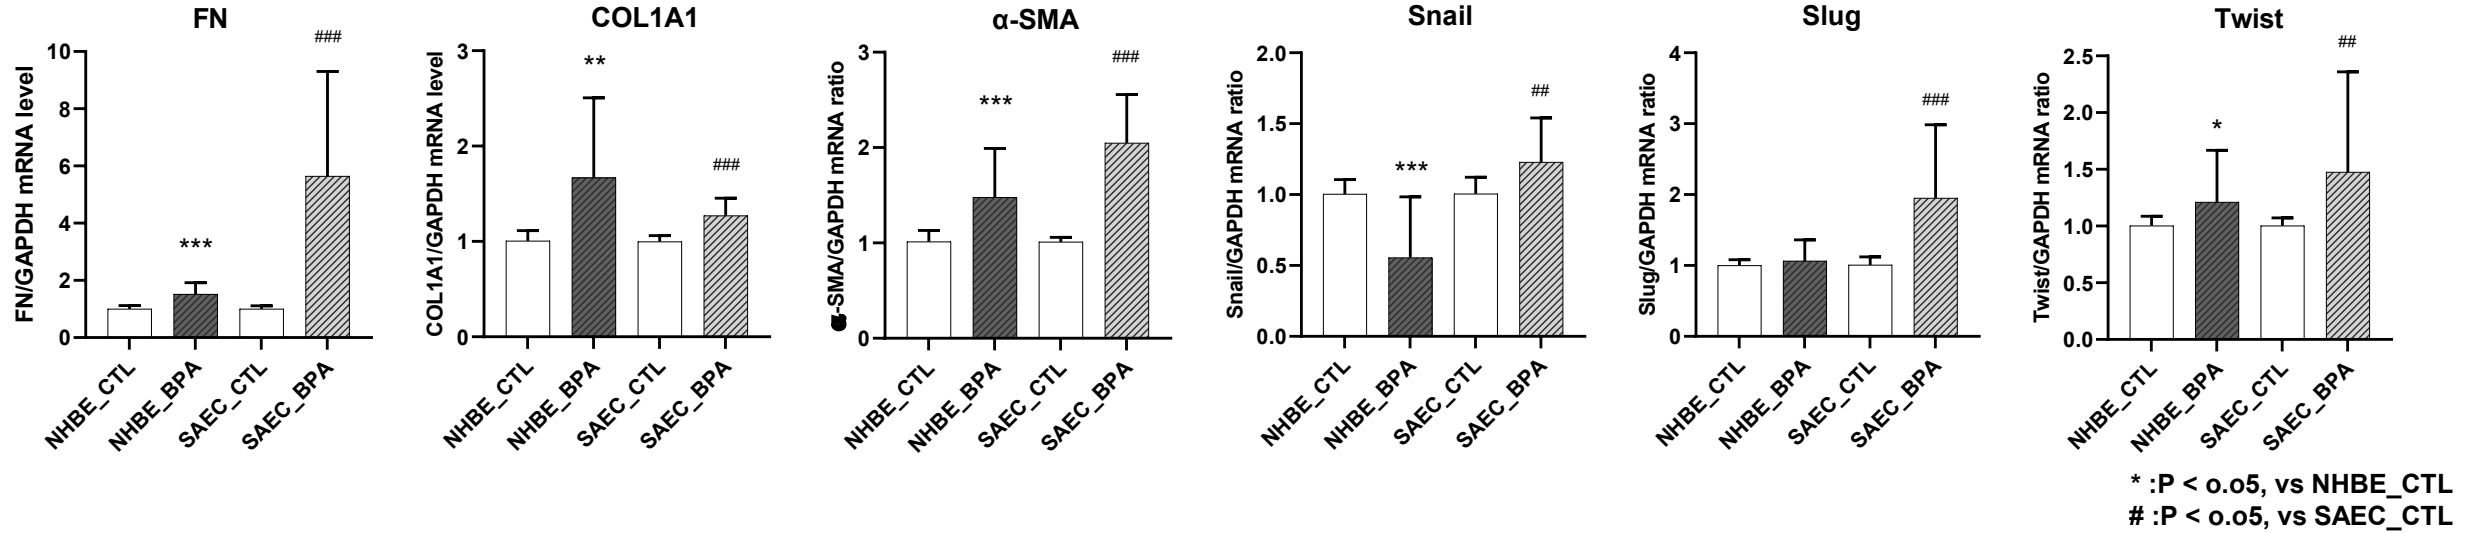 FN
###
10
8
6
4
2
0
***
FN/GAPDH mRNA level
NHBE_CTL
NHBE_BPA
SAEC_CTL
SAEC_BPA
COL1A1
3
2
1
0
**
###
COL1A1/GAPDH mRNA level
NHBE_CTL
NHBE_BPA
SAEC_CTL
SAEC_BPA
α-SMA
3
2
1
0
***
###
-SMA/GAPDH mRNA ratio
NHBE_CTL
NHBE_BPA
SAEC_CTL
SAEC_BPA
Snail
2.0
1.5
1.0
0.5
0.0
***
##
Snail/GAPDH mRNA ratio
NHBE_CTL
NHBE_BPA
SAEC_CTL
SAEC_BPA
Slug
4
3
2
1
0
###
Slug/GAPDH mRNA ratio
NHBE_CTL
NHBE_BPA
SAEC_CTL
SAEC_BPA
Twist
##
2.5
2.0
1.5
1.0
0.5
0.0
*
Twist/GAPDH mRNA ratio
NHBE_CTL
NHBE_BPA
SAEC_CTL
SAEC_BPA
* :P < o.o5, vs NHBE_CTL
# :P < o.o5, vs SAEC_CTL